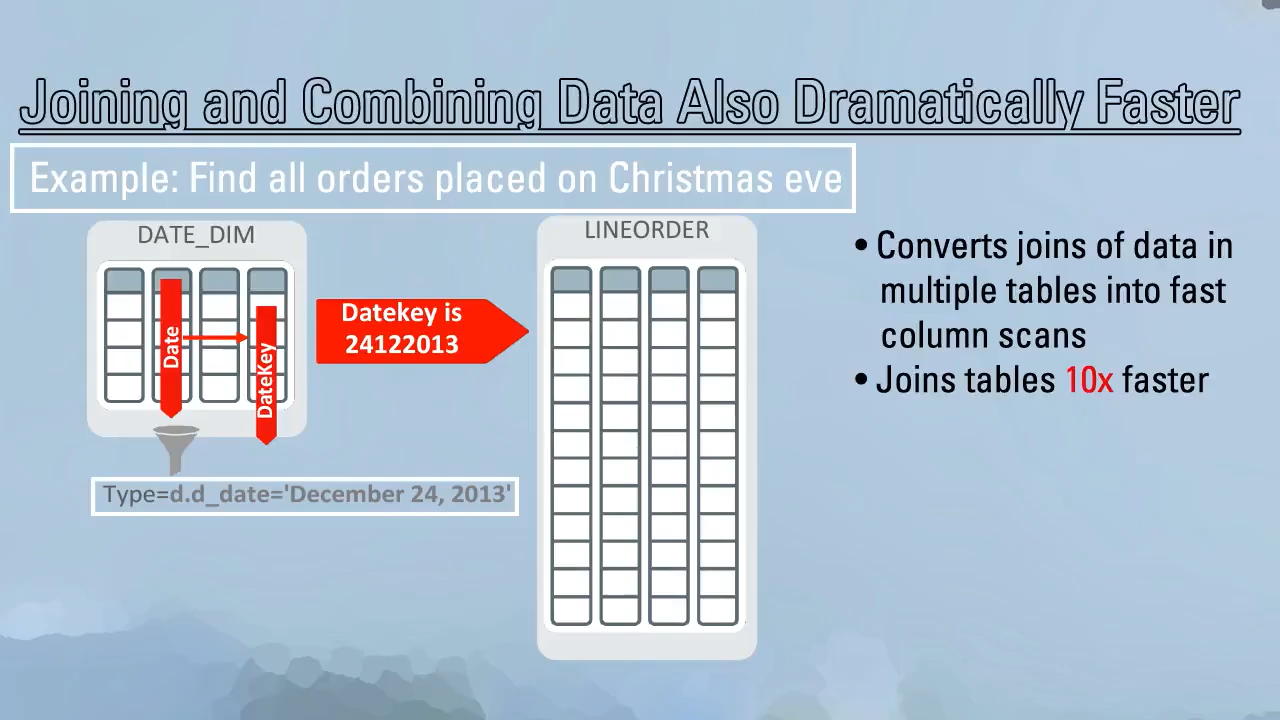 Joining and Combining Data Also Dramatically Faster
Example: Find all orders placed on Christmas eve
DATE_DIM
Date
DateKey
Type=d.d_date='December 24, 2013'
Datekey is
24122013
LINEORDER
• Converts joins of data in
multiple tables into fast
column scans
• Joins tables 10x faster